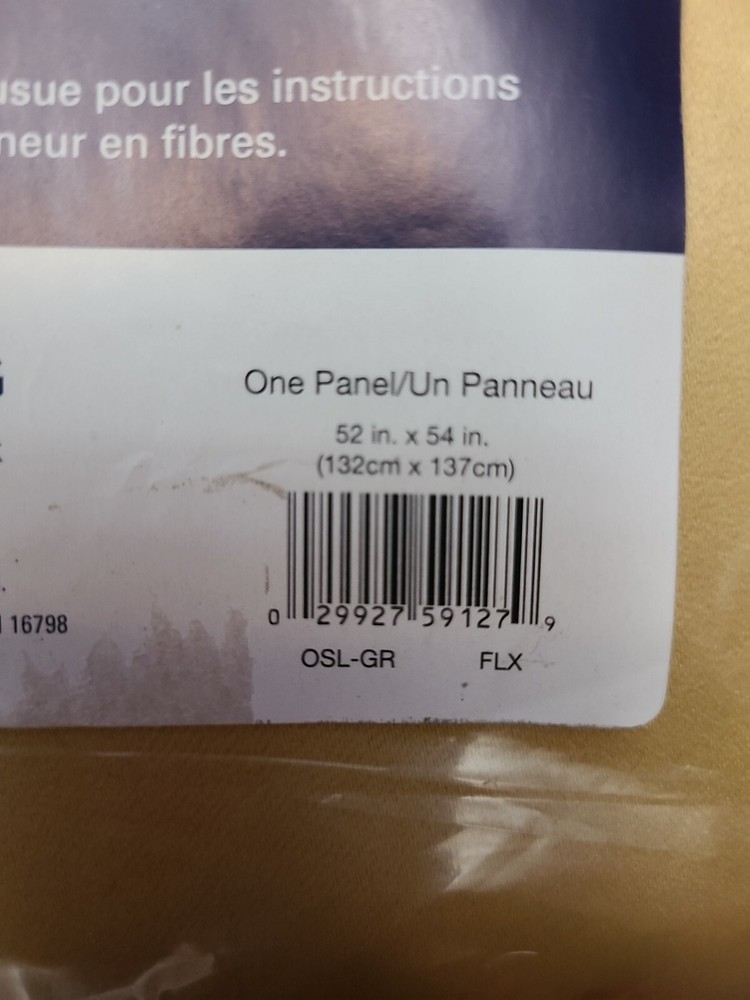 usue pour les instructions
neur en fibres.
One Panel/Un Panneau
52 in. x 54 in.
(132cm x 137cm)
16798
0 29927 59127 9
OSL-GR FLX